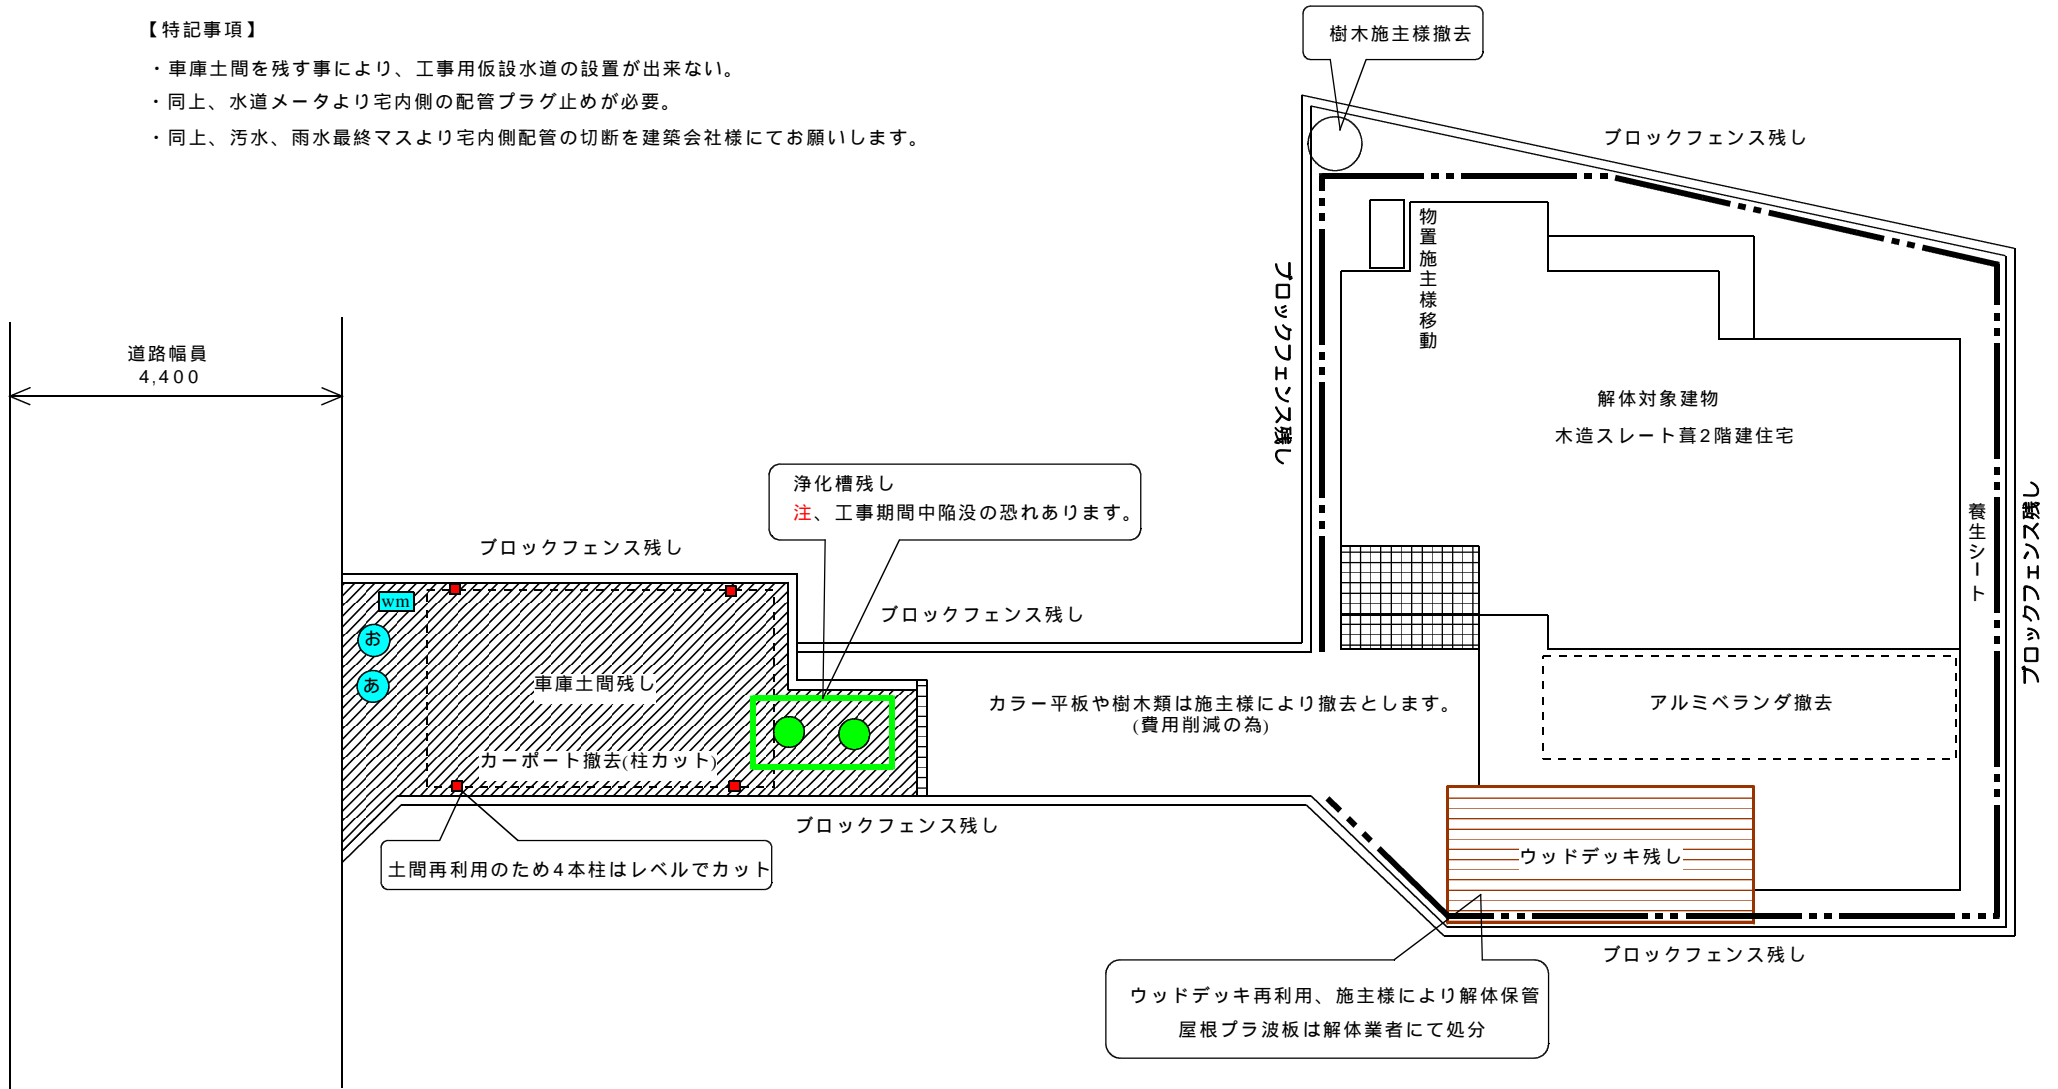 【特記事項】
・車庫土間を残す事により、工事用仮設水道の設置が出来ない。
・同上、水道メータより宅内側の配管プラグ止めが必要。
・同上、汚水、雨水最終マスより宅内側配管の切断を建築会社様にてお願いします。
樹木施主様撤去
ブロックフェンス残し
物置施主様移動
ブロックフェンス残し
道路幅員
4,400
解体対象建物
木造スレート葺2階建住宅
浄化槽残し
注、工事期間中陥没の恐れあります。
養生シート
ブロックフェンス残し
ブロックフェンス残し
wm
お
あ
ブロックフェンス残し
車庫土間残し
カラー平板や樹木類は施主様により撤去とします。
(費用削減の為)
アルミベランダ撤去
カーポート撤去(柱カット)
ブロックフェンス残し
土間再利用のため4本柱はレベルでカット
ウッドデッキ残し
ブロックフェンス残し
ウッドデッキ再利用、施主様により解体保管
屋根プラ波板は解体業者にて処分